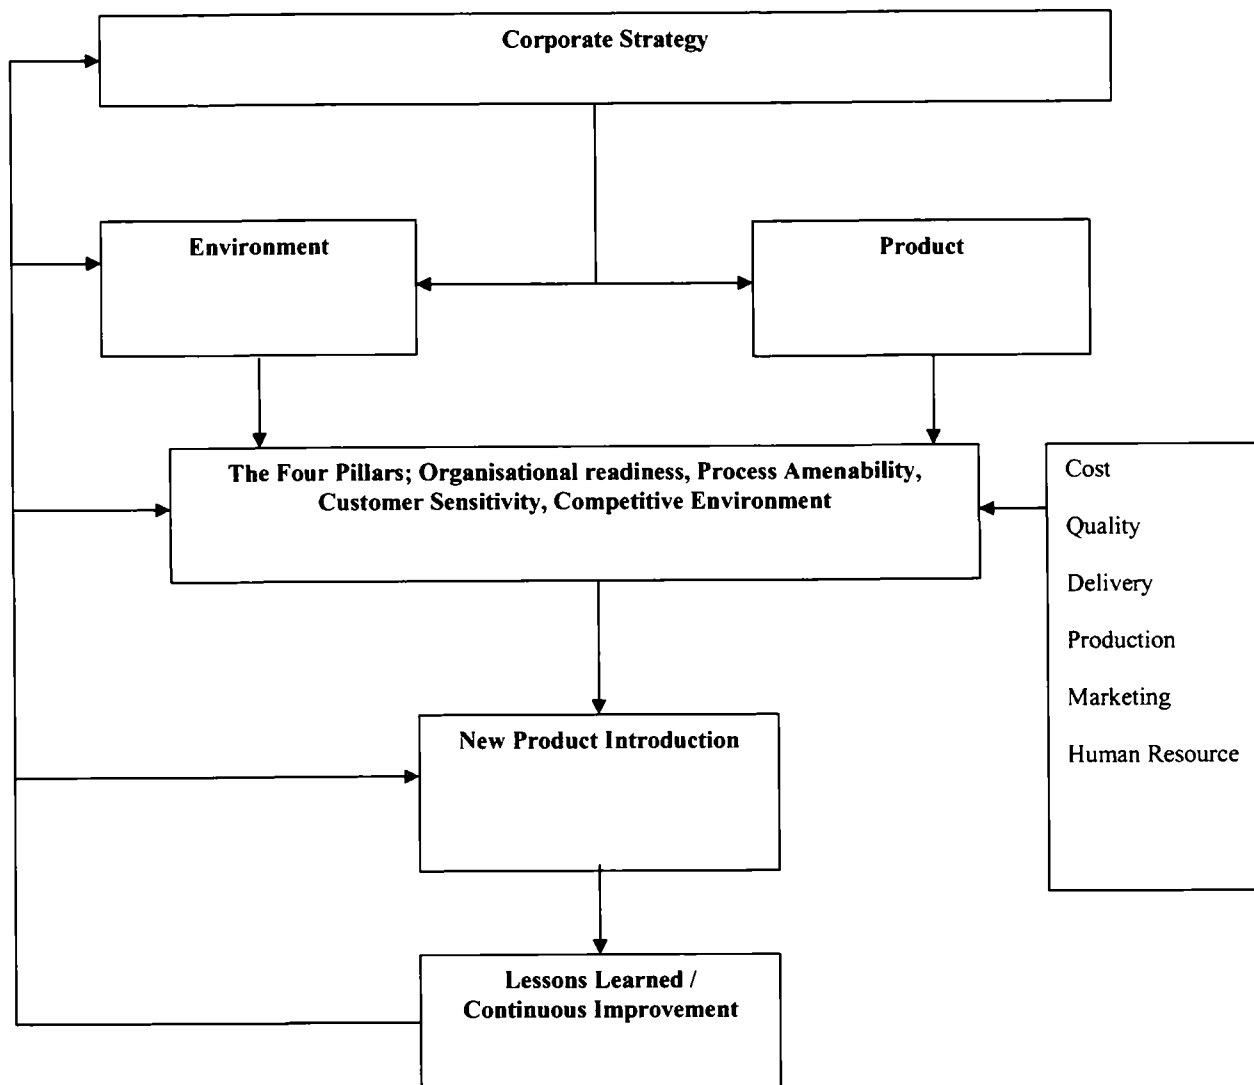 Corporate Strategy
Environment
Product
The Four Pillars; Organisational readiness, Process Amenability,
Customer Sensitivity, Competitive Environment
Cost
Quality
Delivery
Production
Marketing
Human Resource
New Product Introduction
Lessons Learned /
Continuous Improvement